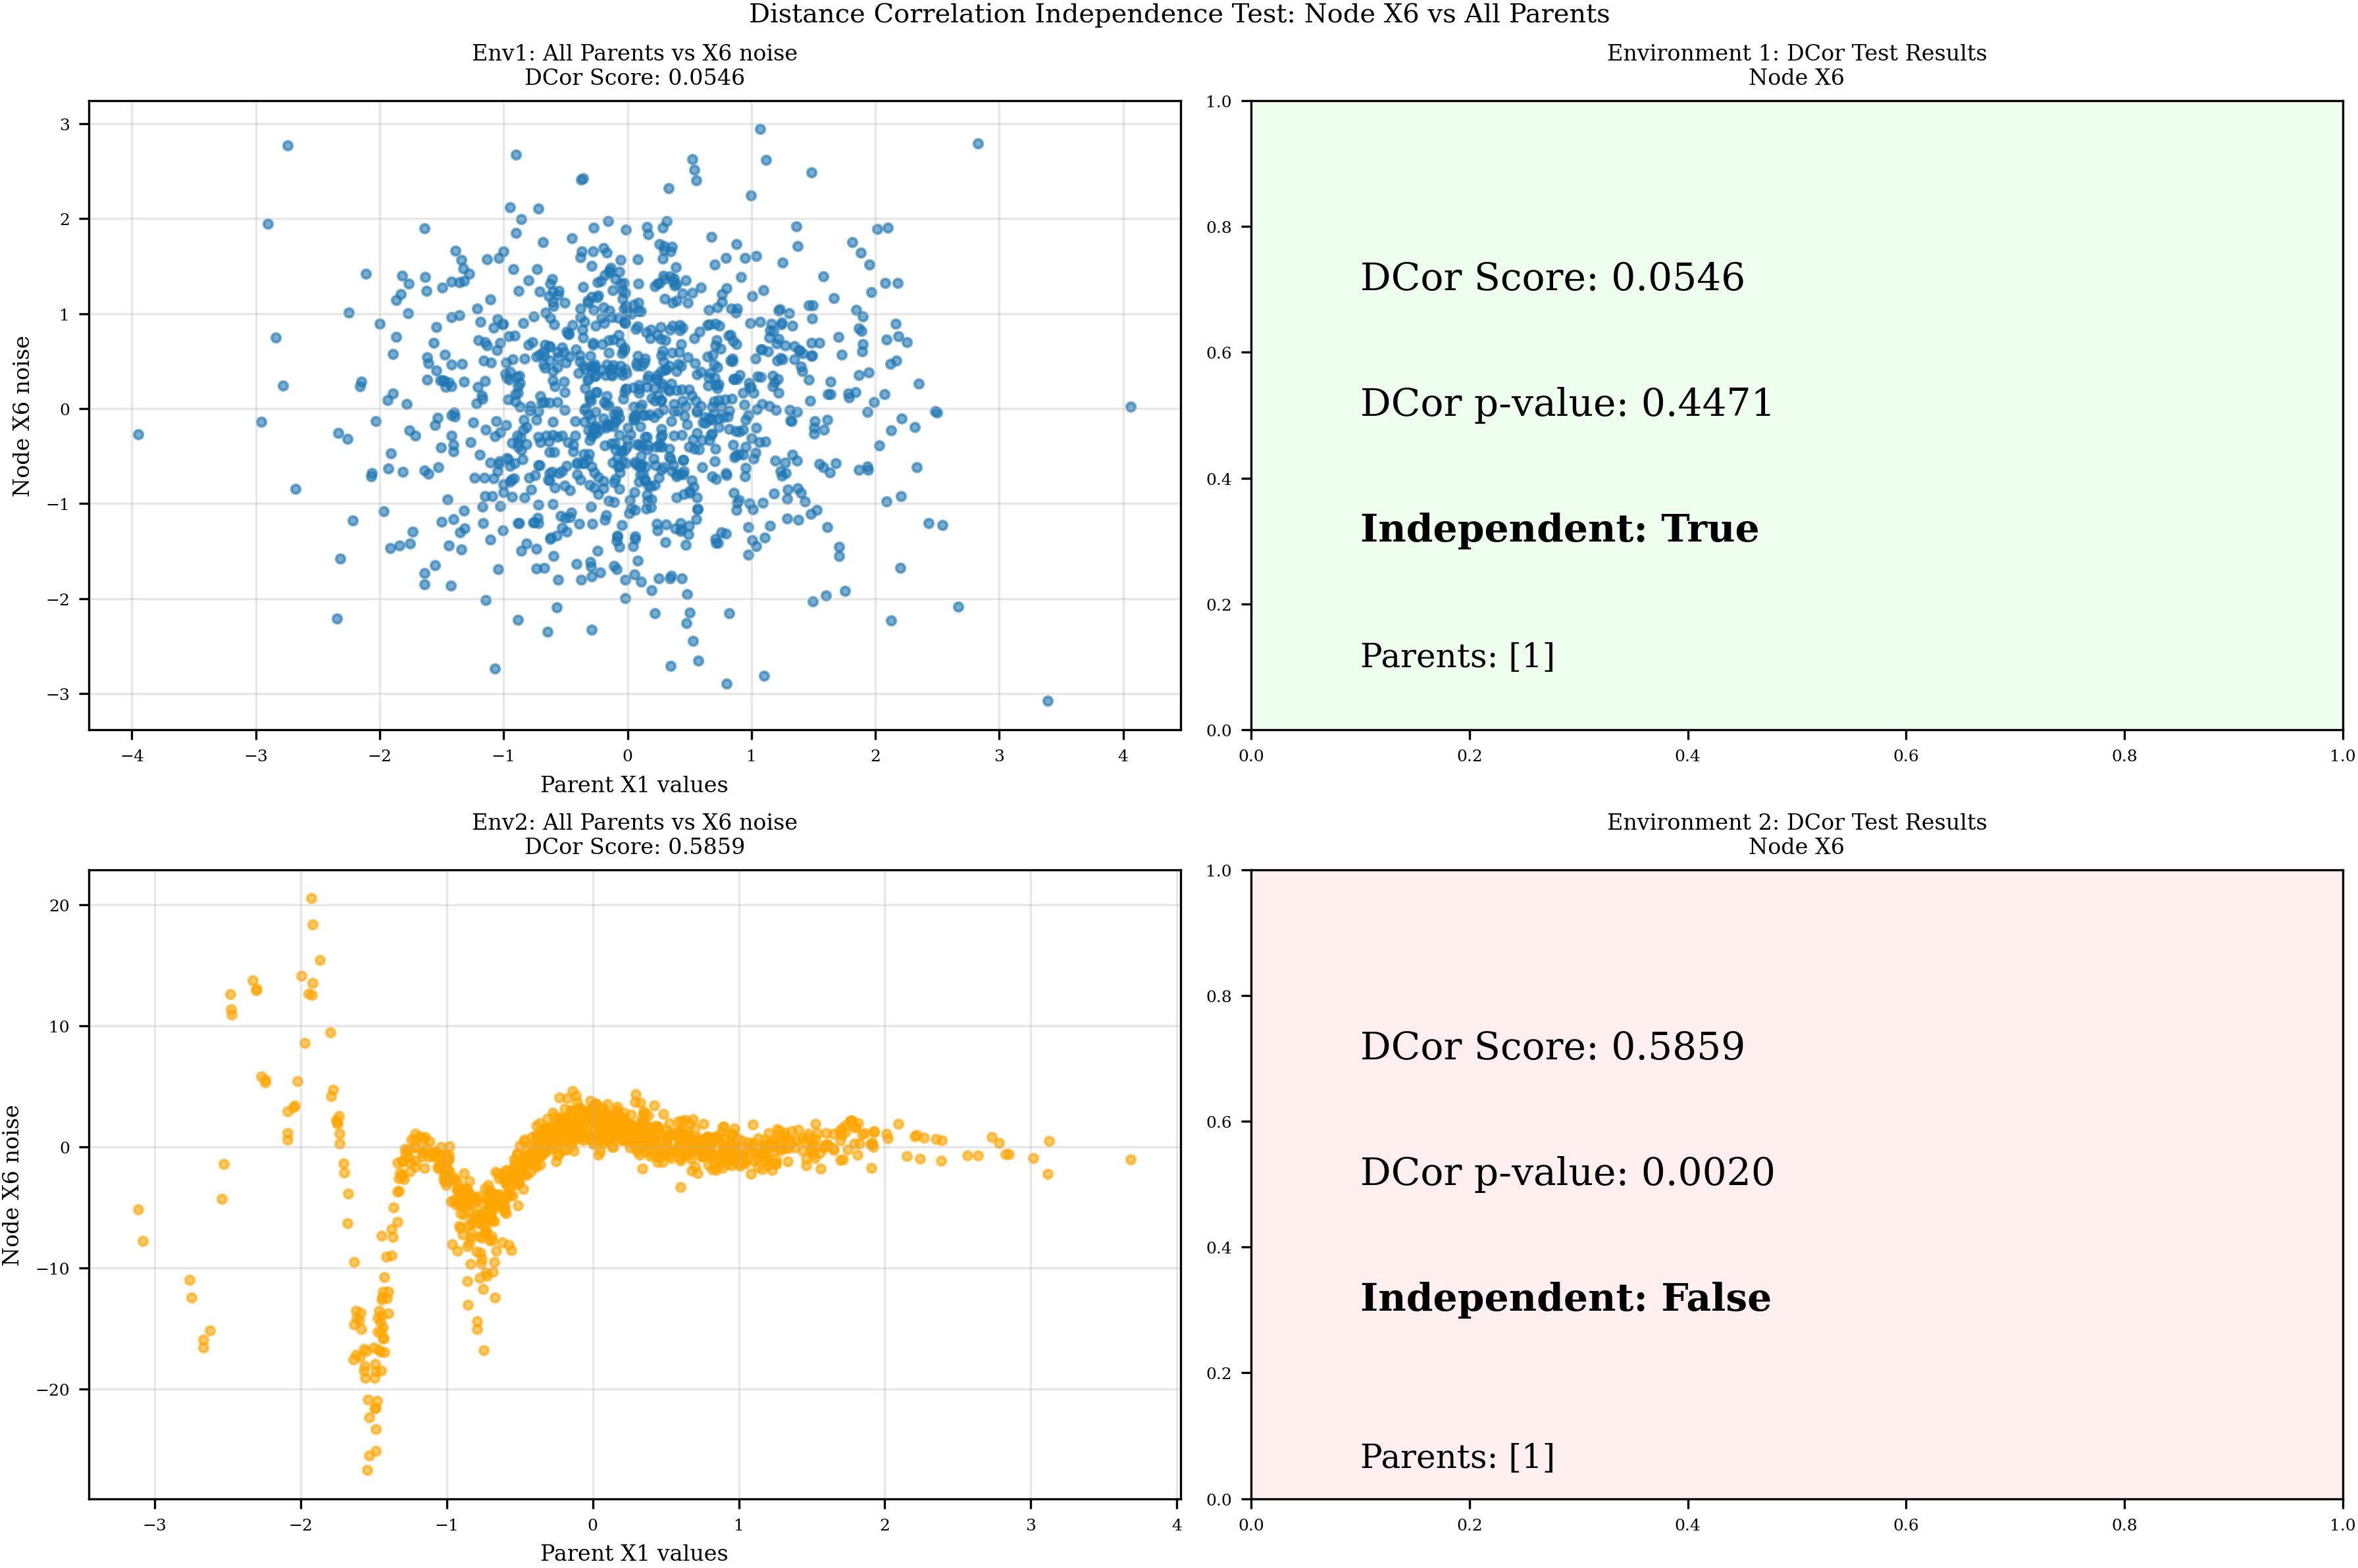 Distance Correlation Independence Test: Node X6 vs All Parents
Env1: All Parents vs X6 noise
DCor Score: 0.0546
3
2
1
0
−1
−2
−3
Node X6 noise
−4
−3
−2
−1
0
1
2
3
4
Parent X1 values
Environment 1: DCor Test Results
Node X6
1.0
0.8
0.6
0.4
0.2
0.0
DCor Score: 0.0546
DCor p-value: 0.4471
Independent: True
Parents: [1]
0.0
0.2
0.4
0.6
0.8
1.0
Env2: All Parents vs X6 noise
DCor Score: 0.5859
20
10
0
−10
−20
Node X6 noise
−3
−2
−1
0
1
2
3
4
Parent X1 values
Environment 2: DCor Test Results
Node X6
1.0
0.8
0.6
0.4
0.2
0.0
DCor Score: 0.5859
DCor p-value: 0.0020
Independent: False
Parents: [1]
0.0
0.2
0.4
0.6
0.8
1.0